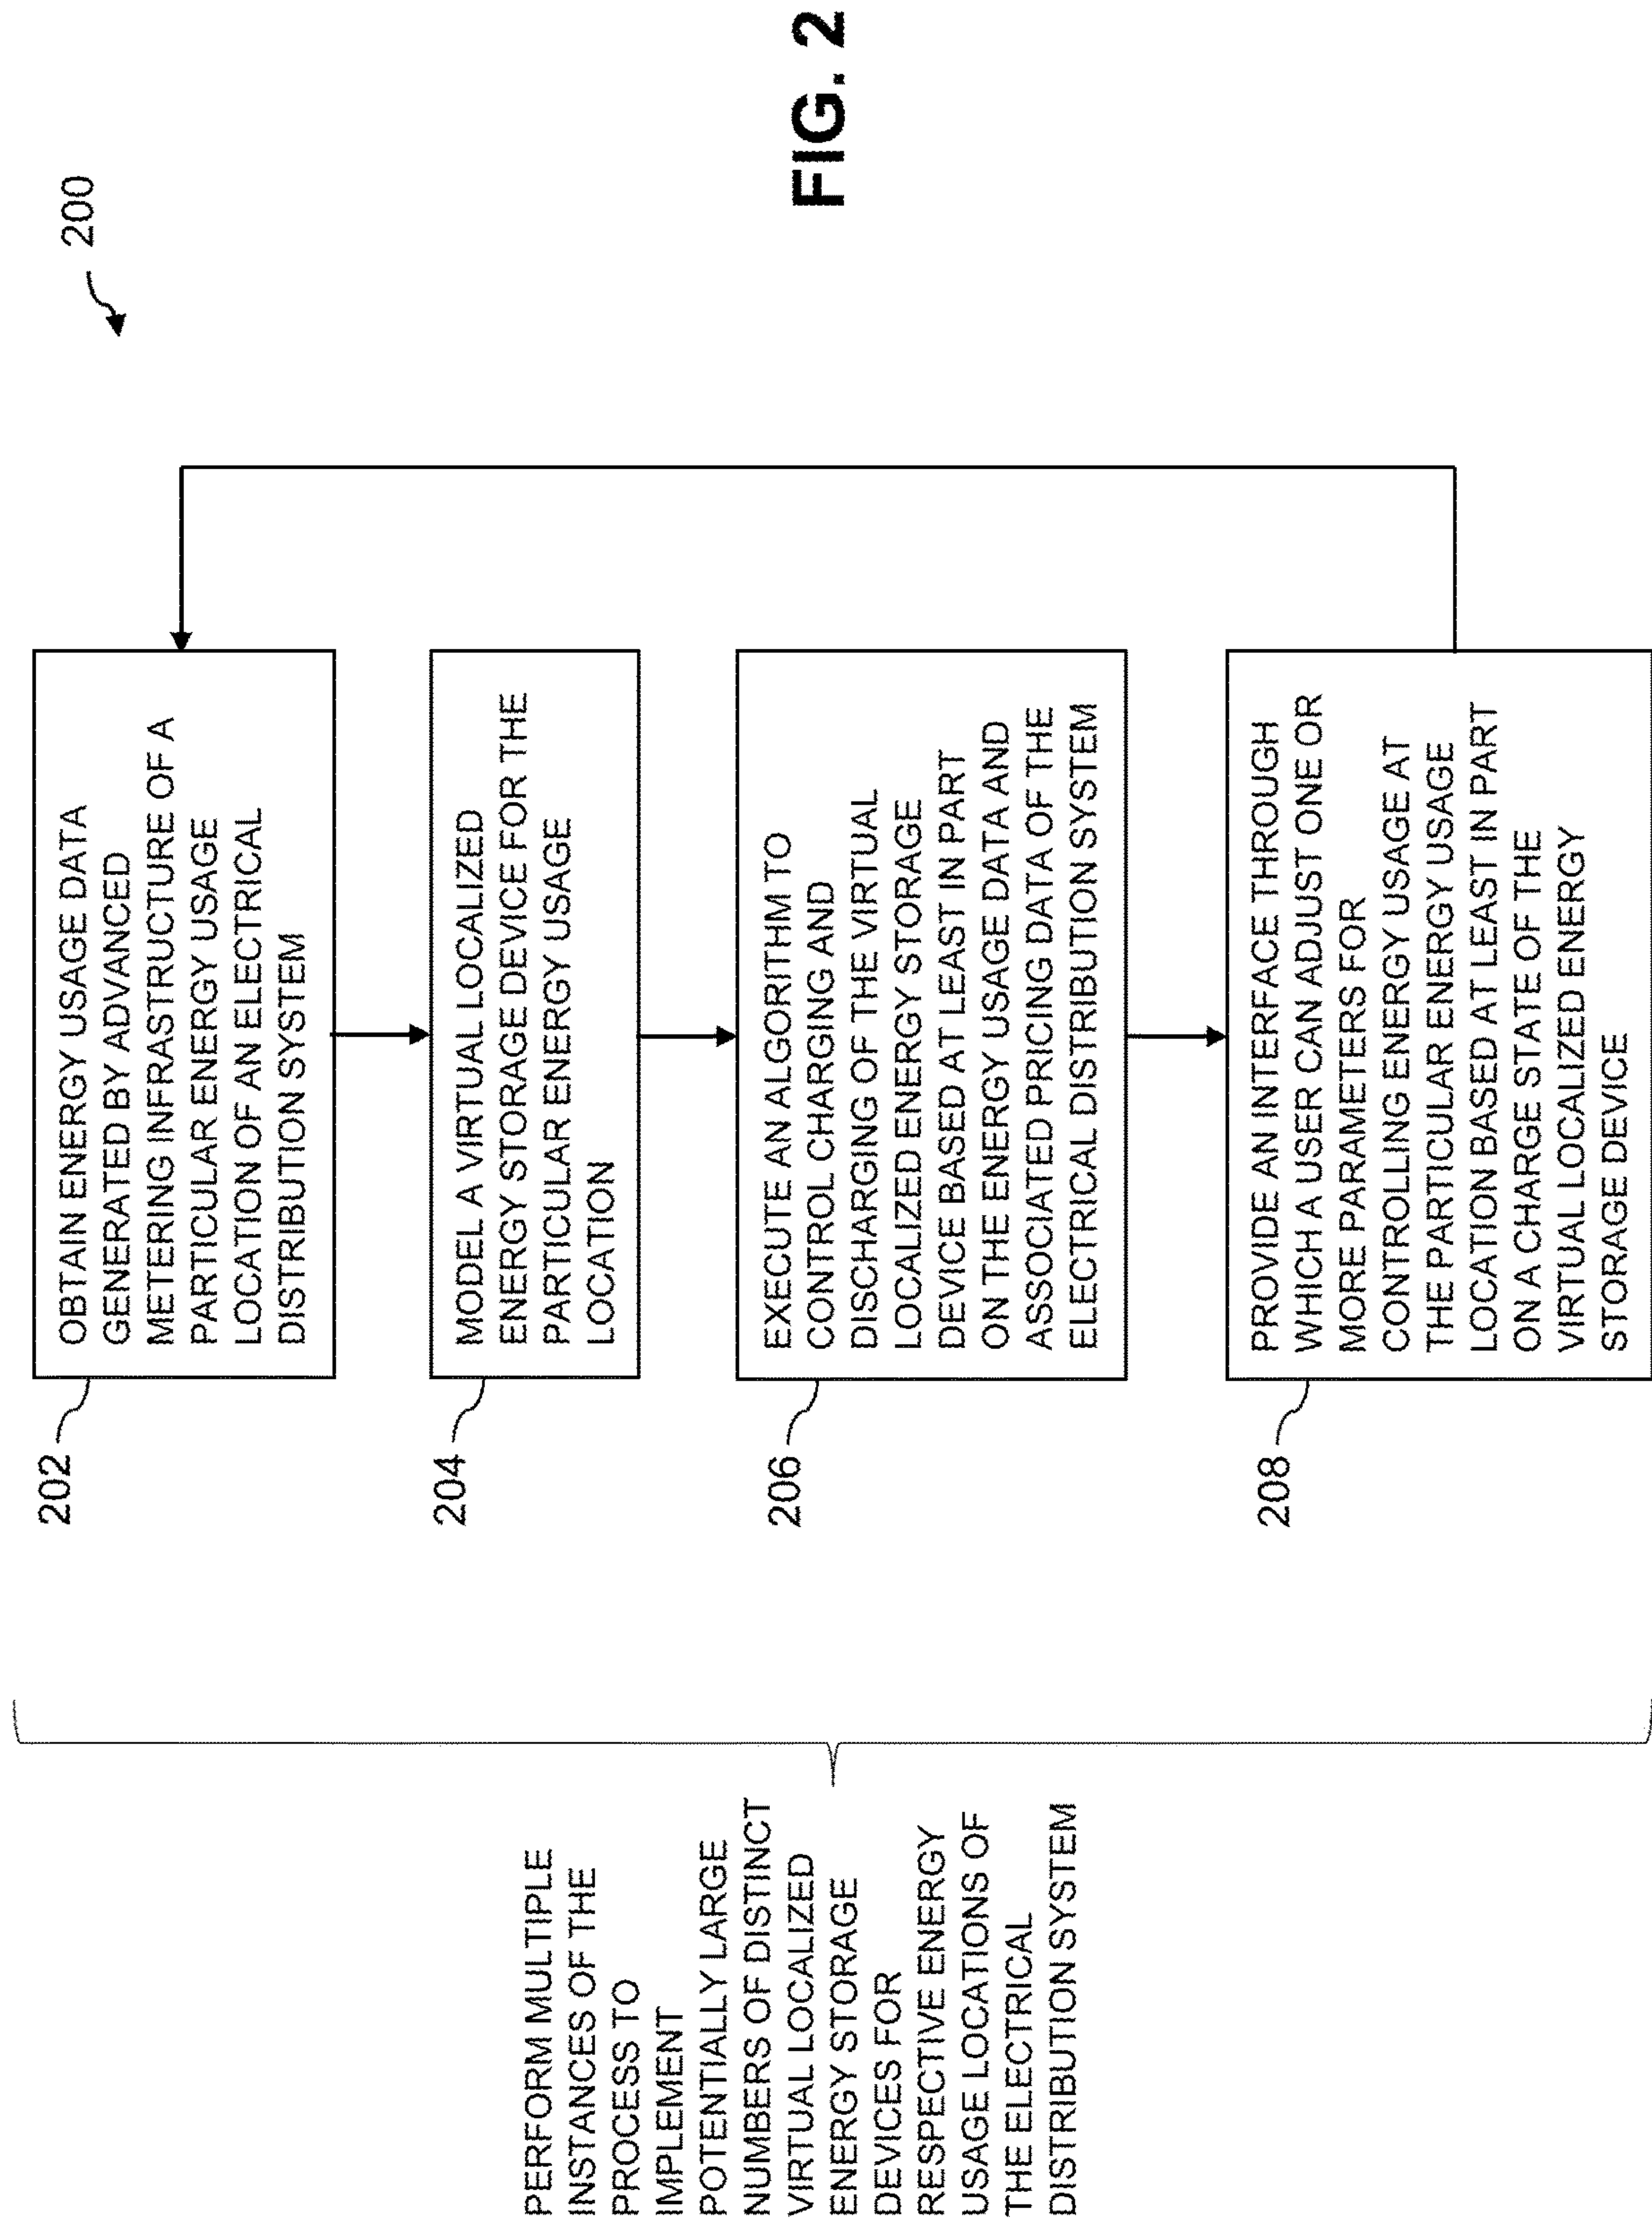 200
202
OBTAIN ENERGY USAGE DATA
GENERATED BY ADVANCED
METERING INFRASTRUCTURE OF A
PARTICULAR ENERGY USAGE
LOCATION OF AN ELECTRICAL
DISTRIBUTION SYSTEM
204
MODEL A VIRTUAL LOCALIZED
ENERGY STORAGE DEVICE FOR THE
PARTICULAR ENERGY USAGE
LOCATION
206
EXECUTE AN ALGORITHM TO
CONTROL CHARGING AND
DISCHARGING OF THE VIRTUAL
LOCALIZED ENERGY STORAGE
DEVICE BASED AT LEAST IN PART
ON THE ENERGY USAGE DATA AND
ASSOCIATED PRICING DATA OF THE
ELECTRICAL DISTRIBUTION SYSTEM
208
PROVIDE AN INTERFACE THROUGH
WHICH A USER CAN ADJUST ONE OR
MORE PARAMETERS FOR
CONTROLLING ENERGY USAGE AT
THE PARTICULAR ENERGY USAGE
LOCATION BASED AT LEAST IN PART
ON A CHARGE STATE OF THE
VIRTUAL LOCALIZED ENERGY
STORAGE DEVICE
PERFORM MULTIPLE
INSTANCES OF THE
PROCESS TO
IMPLEMENT
POTENTIALLY LARGE
NUMBERS OF DISTINCT
VIRTUAL LOCALIZED
ENERGY STORAGE
DEVICES FOR
RESPECTIVE ENERGY
USAGE LOCATIONS OF
THE ELECTRICAL
DISTRIBUTION SYSTEM
FIG. 2